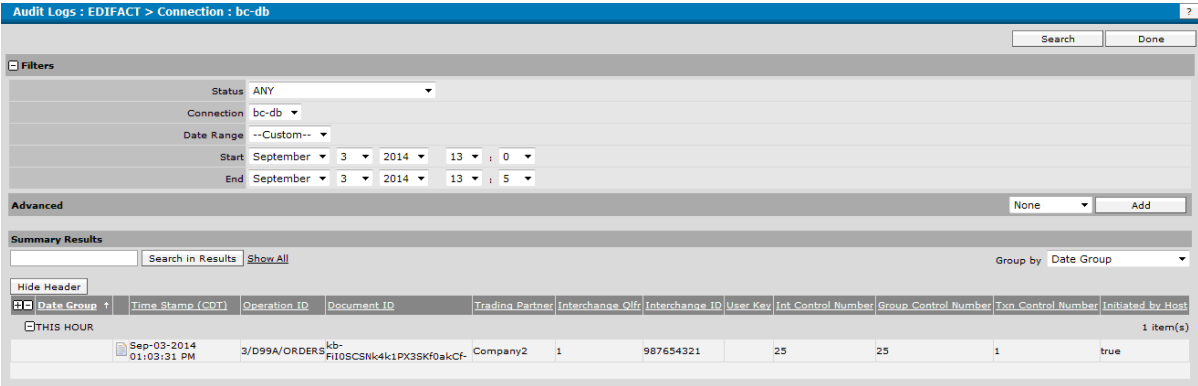 Audit Logs : EDIFACT > Connection : bc-db ?
Search Done
Filters
Status ANY
Connection bc-db
Date Range --Custom--
Start September 3 2014 13 : 0
End September 3 2014 13 : 5
Advanced None Add
Summary Results
Search in Results Show All Group by Date Group
Hide Header
Date Group ↑ Time Stamp (CDT) Operation ID Document ID Trading Partner Interchange Qlfr Interchange ID User Key Int Control Number Group Control Number Txn Control Number Initiated by Host
THIS HOUR 1 item(s)
Sep-03-2014 kb-
01:03:31 PM 3/D99A/ORDERS FiI0SCSNk4k1PX3SKf0akCf- Company2 1 987654321 25 25 1 true